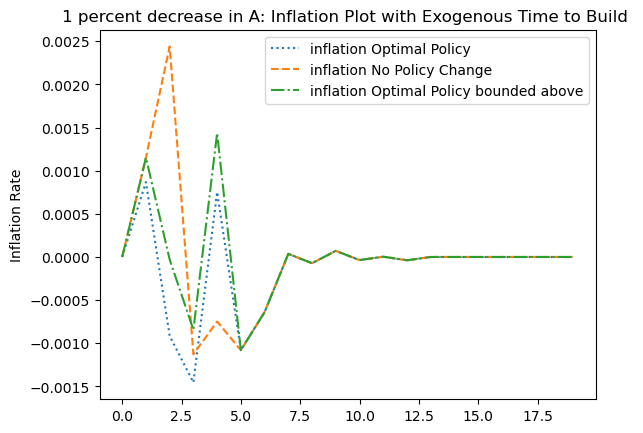 1 percent decrease in A: Inflation Plot with Exogenous Time to Build
inflation Optimal Policy
inflation No Policy Change
inflation Optimal Policy bounded above
Inflation Rate
0.0025
0.0020
0.0015
0.0010
0.0005
0.0000
−0.0005
−0.0010
−0.0015
0.0 2.5 5.0 7.5 10.0 12.5 15.0 17.5